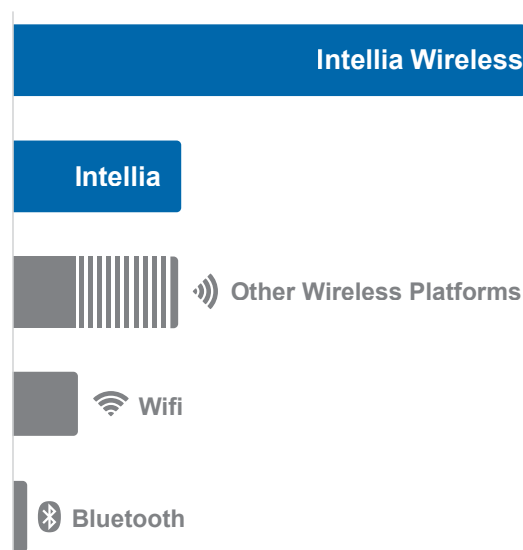 Intellia Wireless
Intellia
Other Wireless Platforms
Wifi
Bluetooth